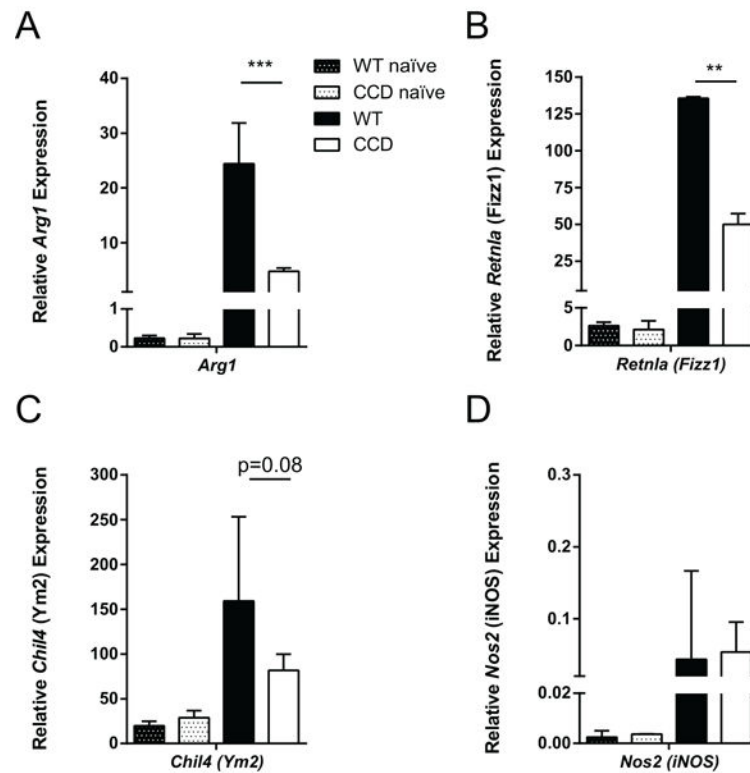 A
***
WT naïve
CCD naïve
WT
CCD
Relative Arg1 Expression
40
30
20
10
1
0
Arg1
B
**
Relative Retnla (Fizz1) Expression
150
125
100
75
50
5
0
Retnla (Fizz1)
C
p=0.08
Relative Chil4 (Ym2) Expression
300
250
200
150
100
50
0
Chil4 (Ym2)
D
Relative Nos2 (iNOS) Expression
0.3
0.2
0.1
0.02
0.00
Nos2 (iNOS)